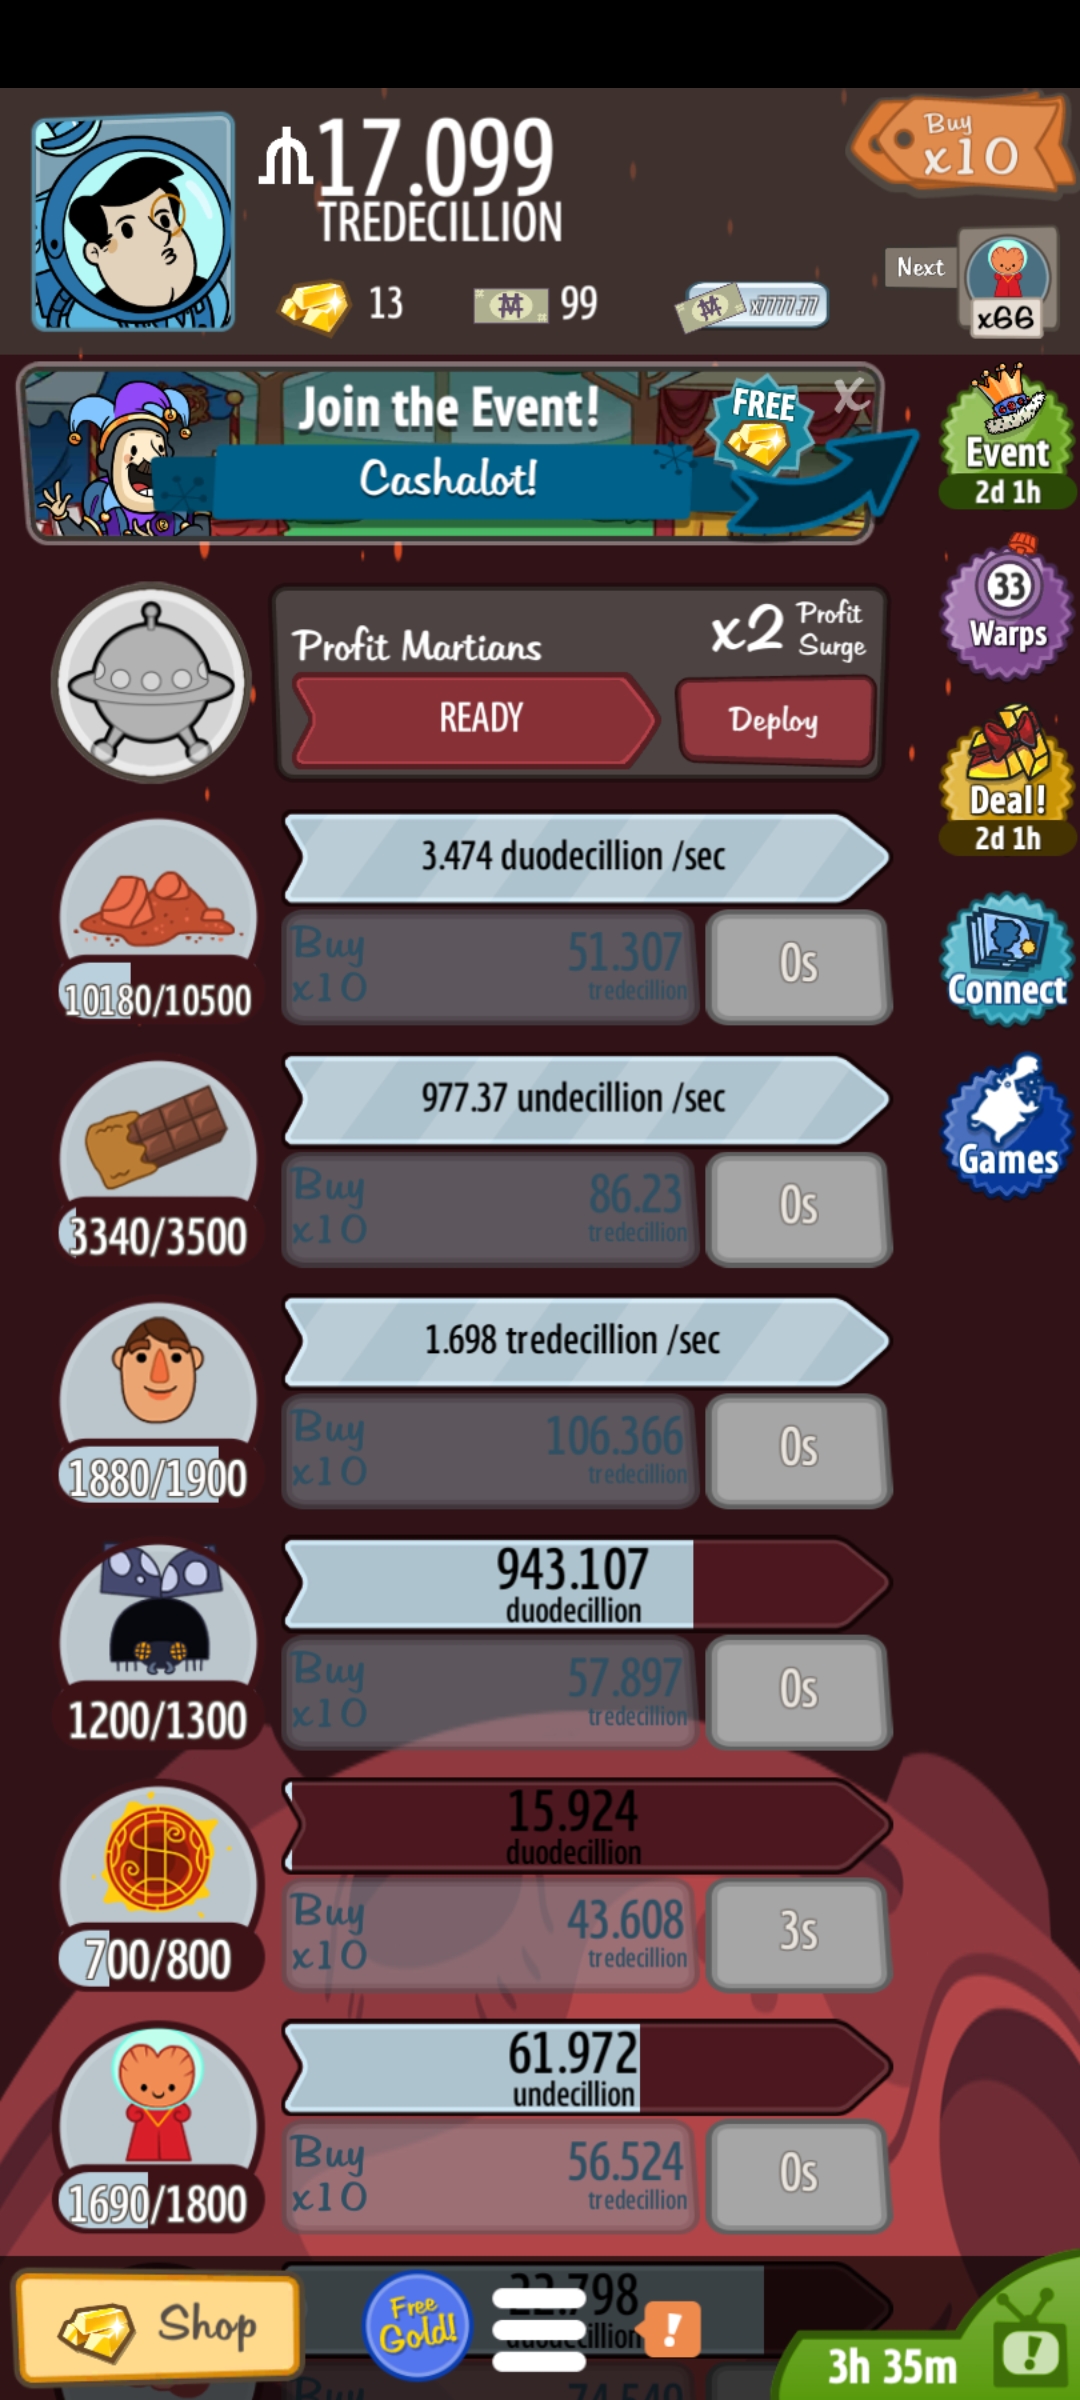 17.099
TREDECILLION
Buy
x10
13
99
x7777.77
Next
x66
Join the Event!
Cashalot!
FREE
X
Event
2d 1h
33
Warps
Profit Martians
x2 Profit
Surge
READY
Deploy
Deal!
2d 1h
3.474 duodecillion /sec
10180/10500
Buy
x10
51.307
tredecillion
0s
Connect
977.37 undecillion /sec
3340/3500
Buy
x10
86.23
tredecillion
0s
Games
1.698 tredecillion /sec
1880/1900
Buy
x10
106.366
tredecillion
0s
943.107
duodecillion
1200/1300
Buy
x10
57.897
tredecillion
0s
15.924
duodecillion
700/800
Buy
x10
43.608
tredecillion
3s
61.972
undecillion
1690/1800
Buy
x10
56.524
tredecillion
0s
Shop
Free
Gold!
!
3h 35m
!